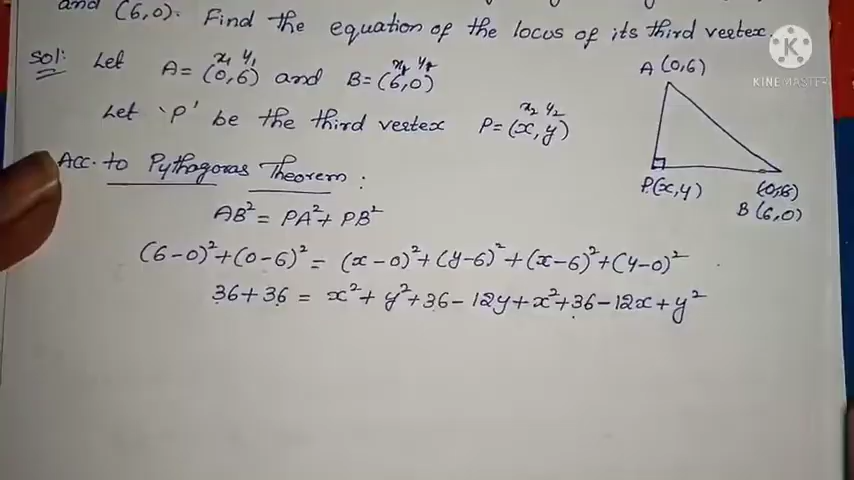 and (6,0). Find the equation of the locus of its third vertex.
Sol: Let A = (0,6) and B = (6,0)
x₁ y₁
Let 'P' be the third vertex P = (x,y)
x₂ y₂
Acc. to Pythagoras Theorem :
AB² = PA² + PB²
(6-0)² + (0-6)² = (x-0)² + (y-6)² + (x-6)² + (y-0)²
36+36 = x² + y² + 36 - 12y + x² + 36 - 12x + y²
A (0,6)
P(x,y)
B (6,0)
K
KINEMASTER